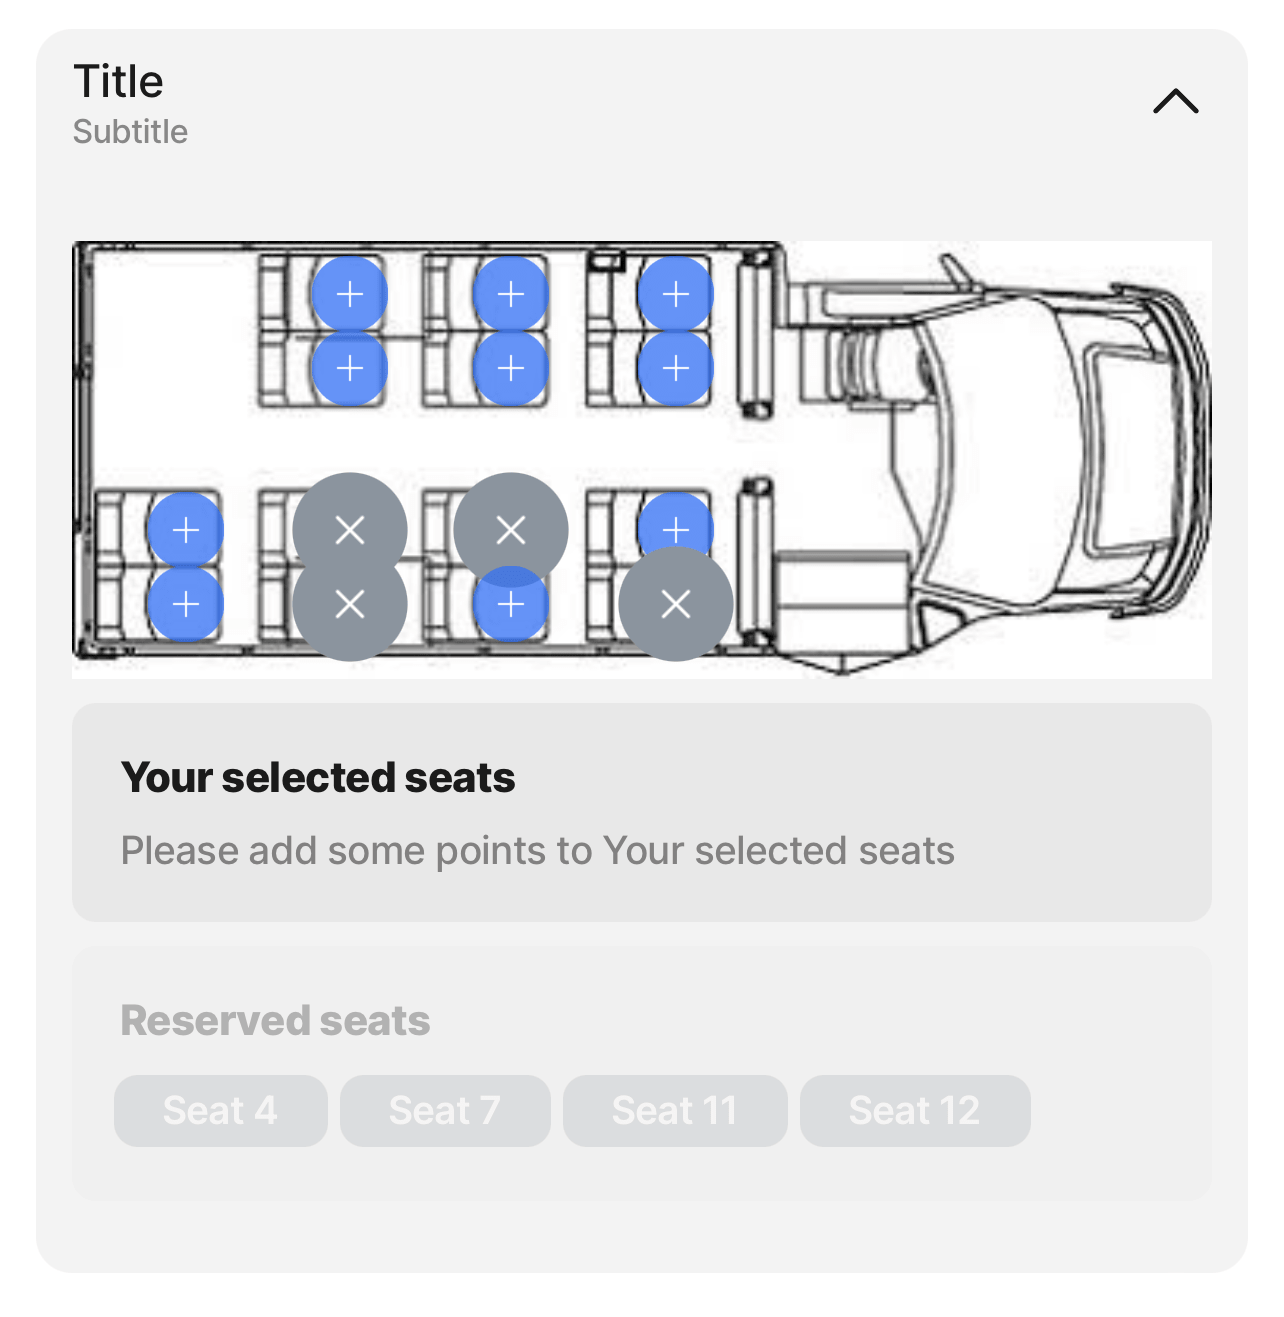 Title
Subtitle
Your selected seats
Please add some points to Your selected seats
Reserved seats
Seat 4 Seat 7 Seat 11 Seat 12